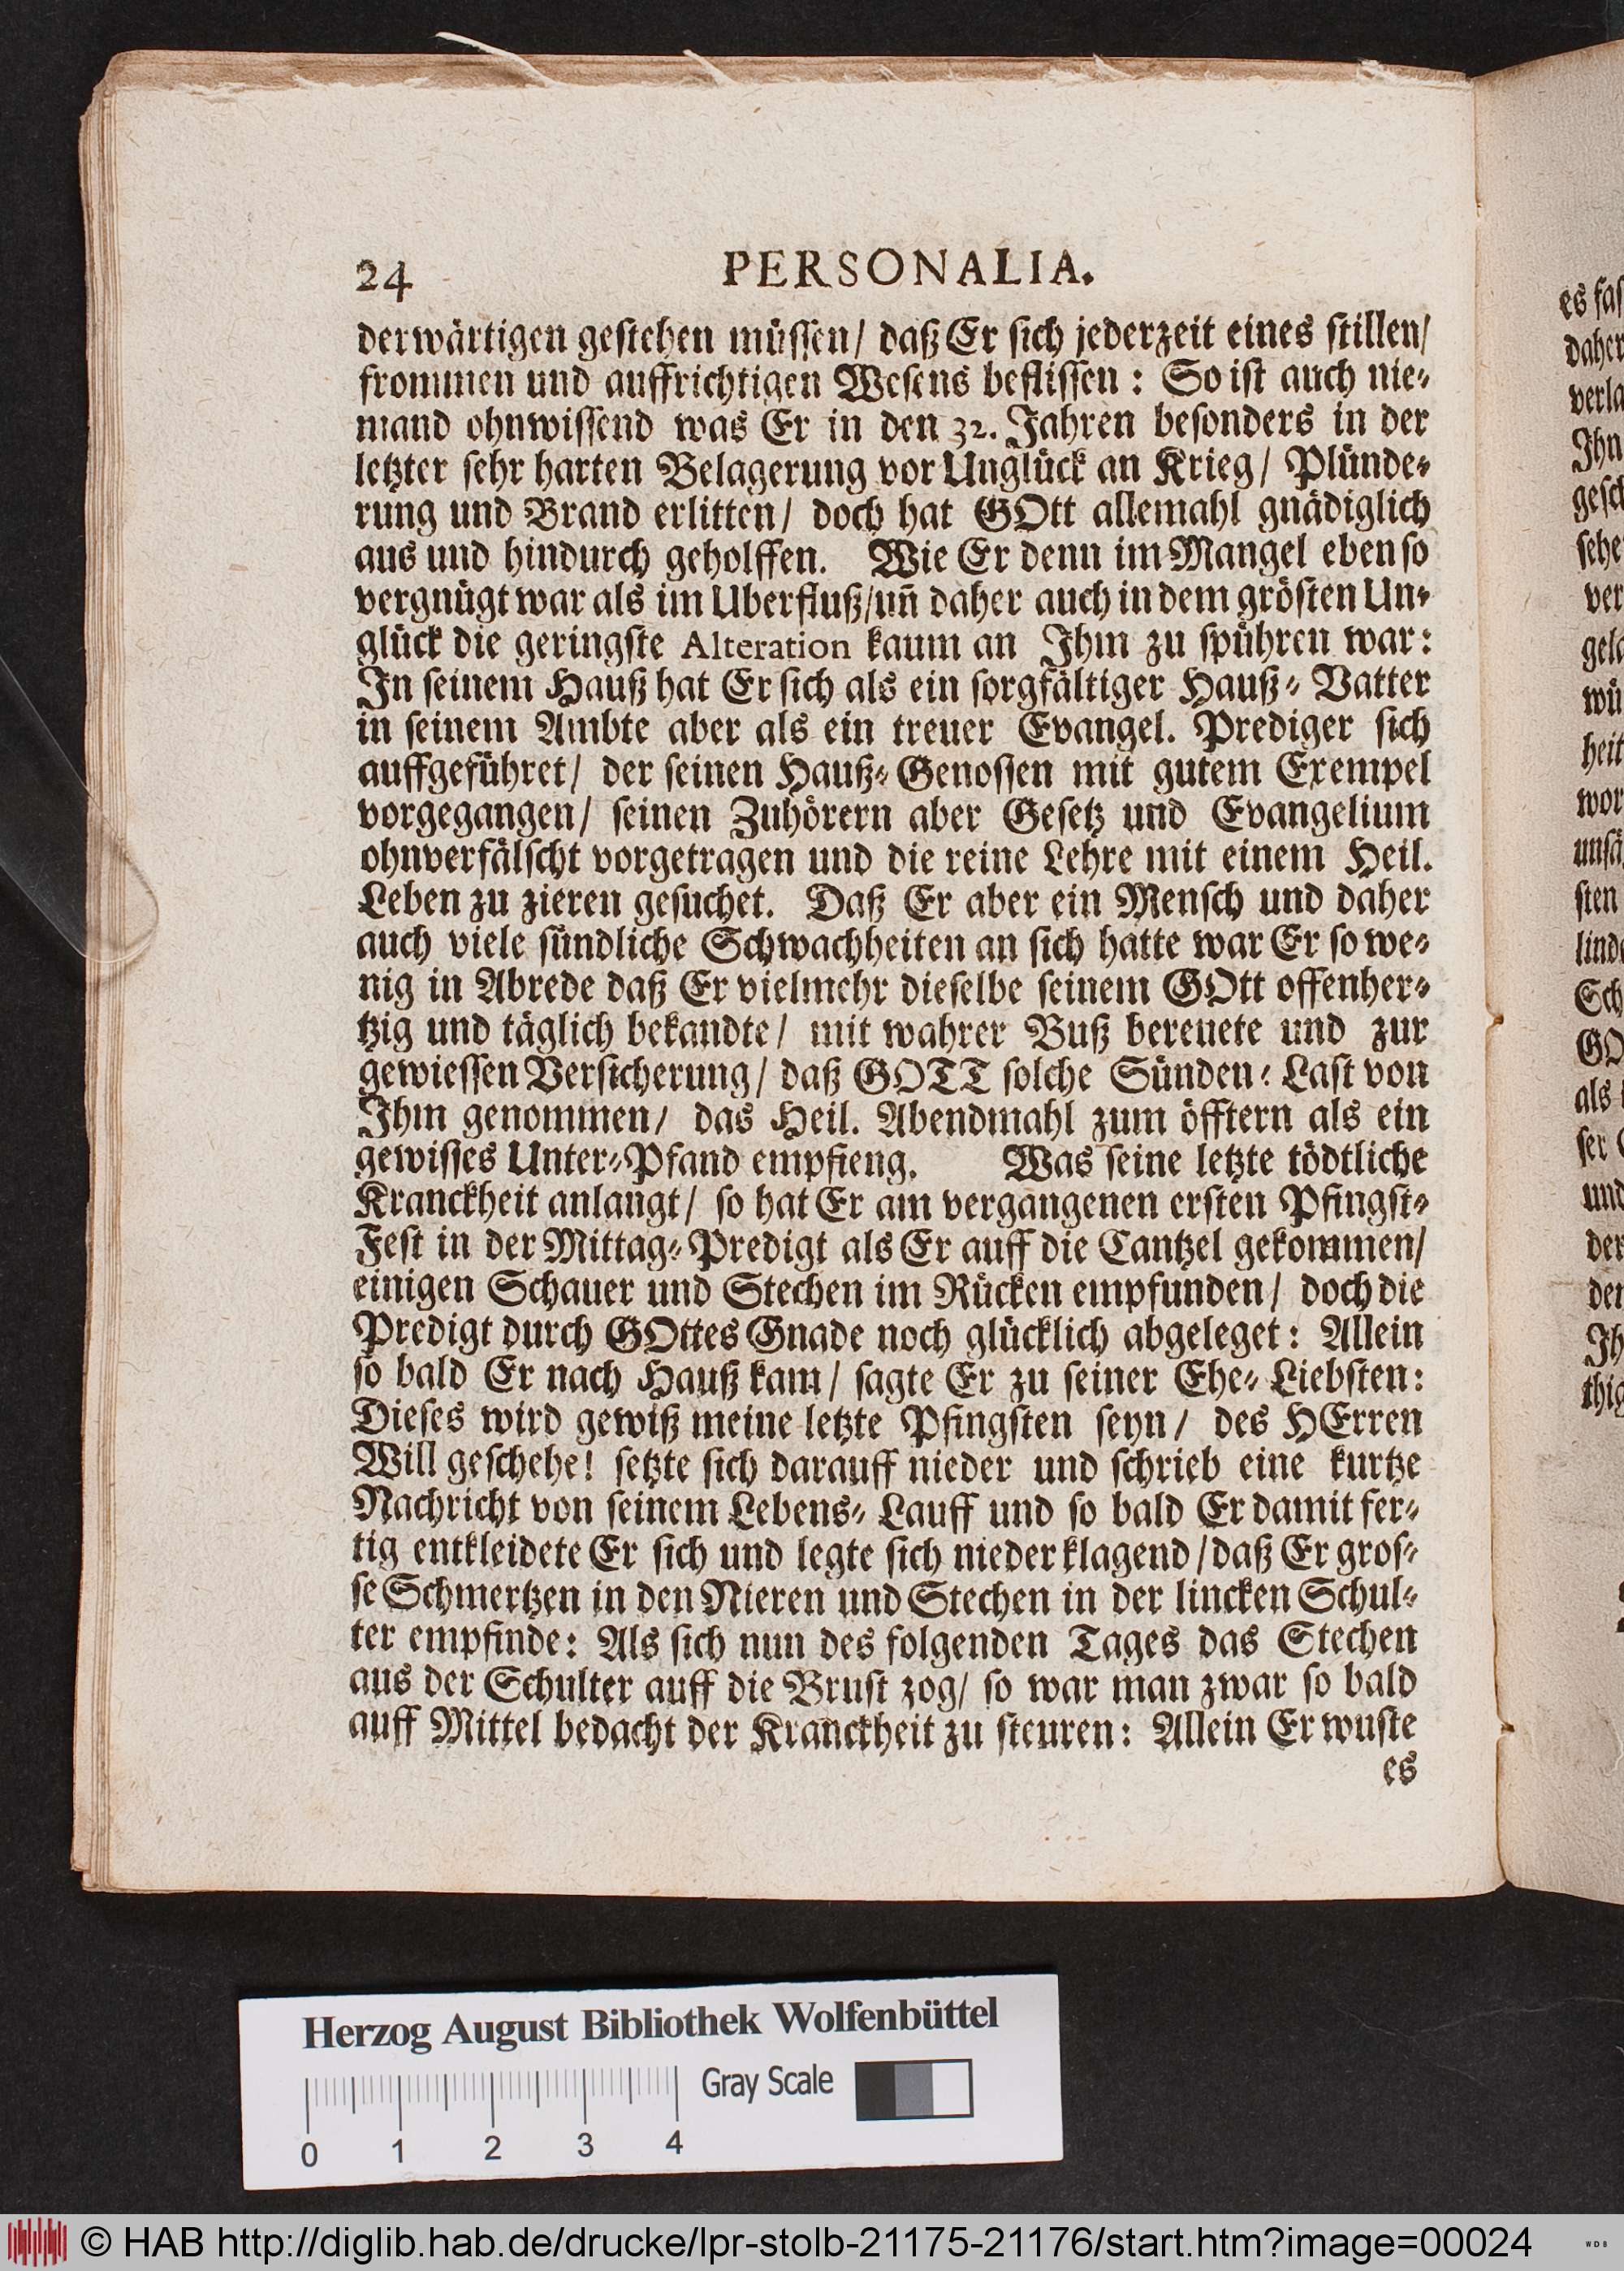 24 PERSONALIA.
derwärtigen gestehen müssen/ daß Er sich jederzeit eines stillen/
frommen und auffrichtigen Wesens beflissen: So ist auch nie-
mand ohnwissend was Er in den 32. Jahren besonders in der
letzter sehr harten Belagerung vor Unglück an Krieg/ Plünde-
rung und Brand erlitten/ doch hat GOtt allemahl gnädiglich
aus und hindurch geholffen. Wie Er denn im Mangel eben so
vergnügt war als im Uberfluß/uñ daher auch in dem grösten Un-
glück die geringste Alteration kaum an Ihm zu spühren war:
In seinem Hauß hat Er sich als ein sorgfältiger Hauß-Vatter
in seinem Ambte aber als ein treuer Evangel. Prediger sich
auffgeführet/ der seinen Hauß-Genossen mit gutem Exempel
vorgegangen/ seinen Zuhörern aber Gesetz und Evangelium
ohnverfälscht vorgetragen und die reine Lehre mit einem Heil.
Leben zu zieren gesuchet. Daß Er aber ein Mensch und daher
auch viele sündliche Schwachheiten an sich hatte war Er so we-
nig in Abrede daß Er vielmehr dieselbe seinem GOtt offenher-
tzig und täglich bekandte/ mit wahrer Buß bereuete und zur
gewiessen Versicherung/ daß GOTT solche Sünden-Last von
Ihm genommen/ das Heil. Abendmahl zum öfftern als ein
gewisses Unter-Pfand empfieng. Was seine letzte tödtliche
Kranckheit anlangt/ so hat Er am vergangenen ersten Pfingst-
Fest in der Mittag-Predigt als Er auff die Cantzel gekommen/
einigen Schauer und Stechen im Rücken empfunden/ doch die
Predigt durch GOttes Gnade noch glücklich abgeleget: Allein
so bald Er nach Hauß kam/ sagte Er zu seiner Ehe-Liebsten:
Dieses wird gewiß meine letzte Pfingsten seyn/ des HErren
Will geschehe! setzte sich darauff nieder und schrieb eine kurtze
Nachricht von seinem Lebens-Lauff und so bald Er damit fer-
tig entkleidete Er sich und legte sich nieder klagend/daß Er gros-
se Schmertzen in den Nieren und Stechen in der lincken Schul-
ter empfinde: Als sich nun des folgenden Tages das Stechen
aus der Schulter auff die Brust zog/ so war man zwar so bald
auff Mittel bedacht der Kranckheit zu steuren: Allein Er wuste
es
Herzog August Bibliothek Wolfenbüttel
Gray Scale
0 1 2 3 4
© HAB http://diglib.hab.de/drucke/lpr-stolb-21175-21176/start.htm?image=00024